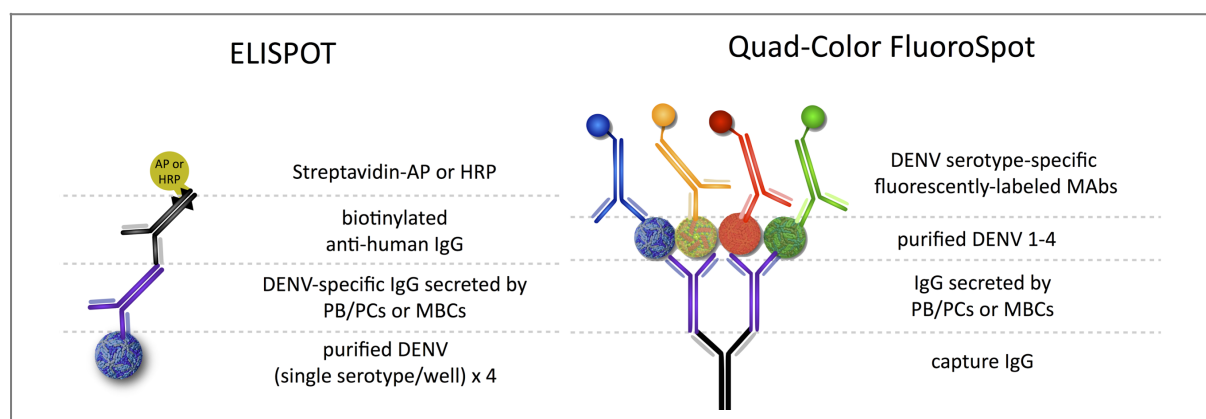 ELISPOT
AP or
HRP
Streptavidin-AP or HRP
biotinylated
anti-human IgG
DENV-specific IgG secreted by
PB/PCs or MBCs
purified DENV
(single serotype/well) x 4
Quad-Color FluoroSpot
DENV serotype-specific
fluorescently-labeled MAbs
purified DENV 1-4
IgG secreted by
PB/PCs or MBCs
capture IgG